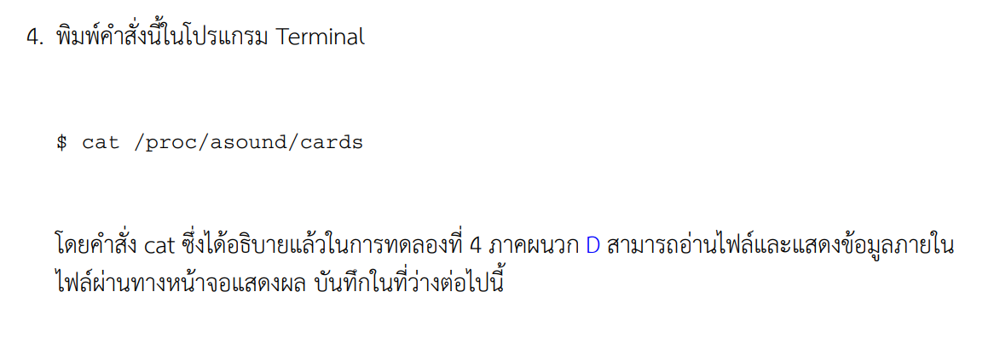 4. พิมพ์คำสั่งนี้ในโปรแกรม Terminal
$ cat /proc/asound/cards
โดยคำสั่ง cat ซึ่งได้อธิบายแล้วในการทดลองที่ 4 ภาคผนวก D สามารถอ่านไฟล์และแสดงข้อมูลภายใน
ไฟล์ผ่านทางหน้าจอแสดงผล บันทึกในที่ว่างต่อไปนี้